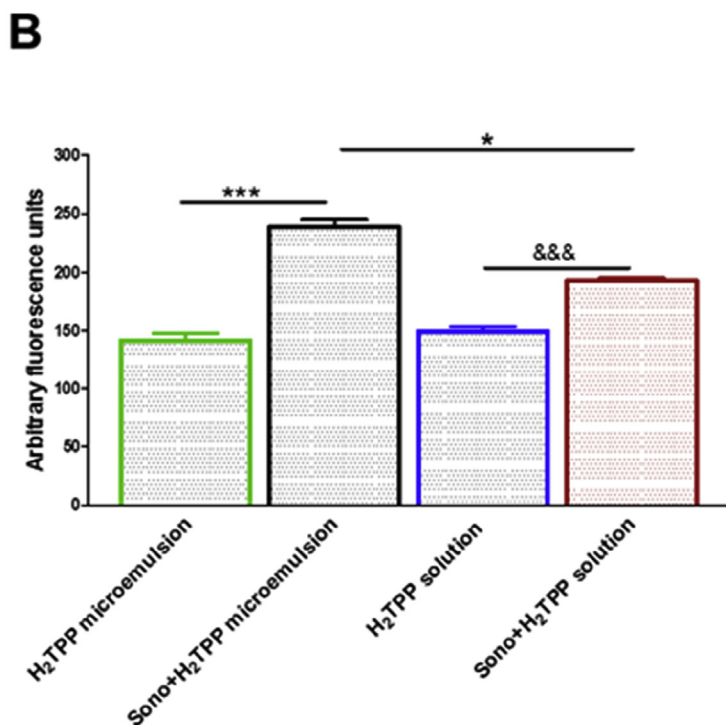 B
*
300
***
250
&&&
200
150
100
50
0
Arbitrary fluorescence units
H₂TPP microemulsion
Sono+H₂TPP microemulsion
H₂TPP solution
Sono+H₂TPP solution